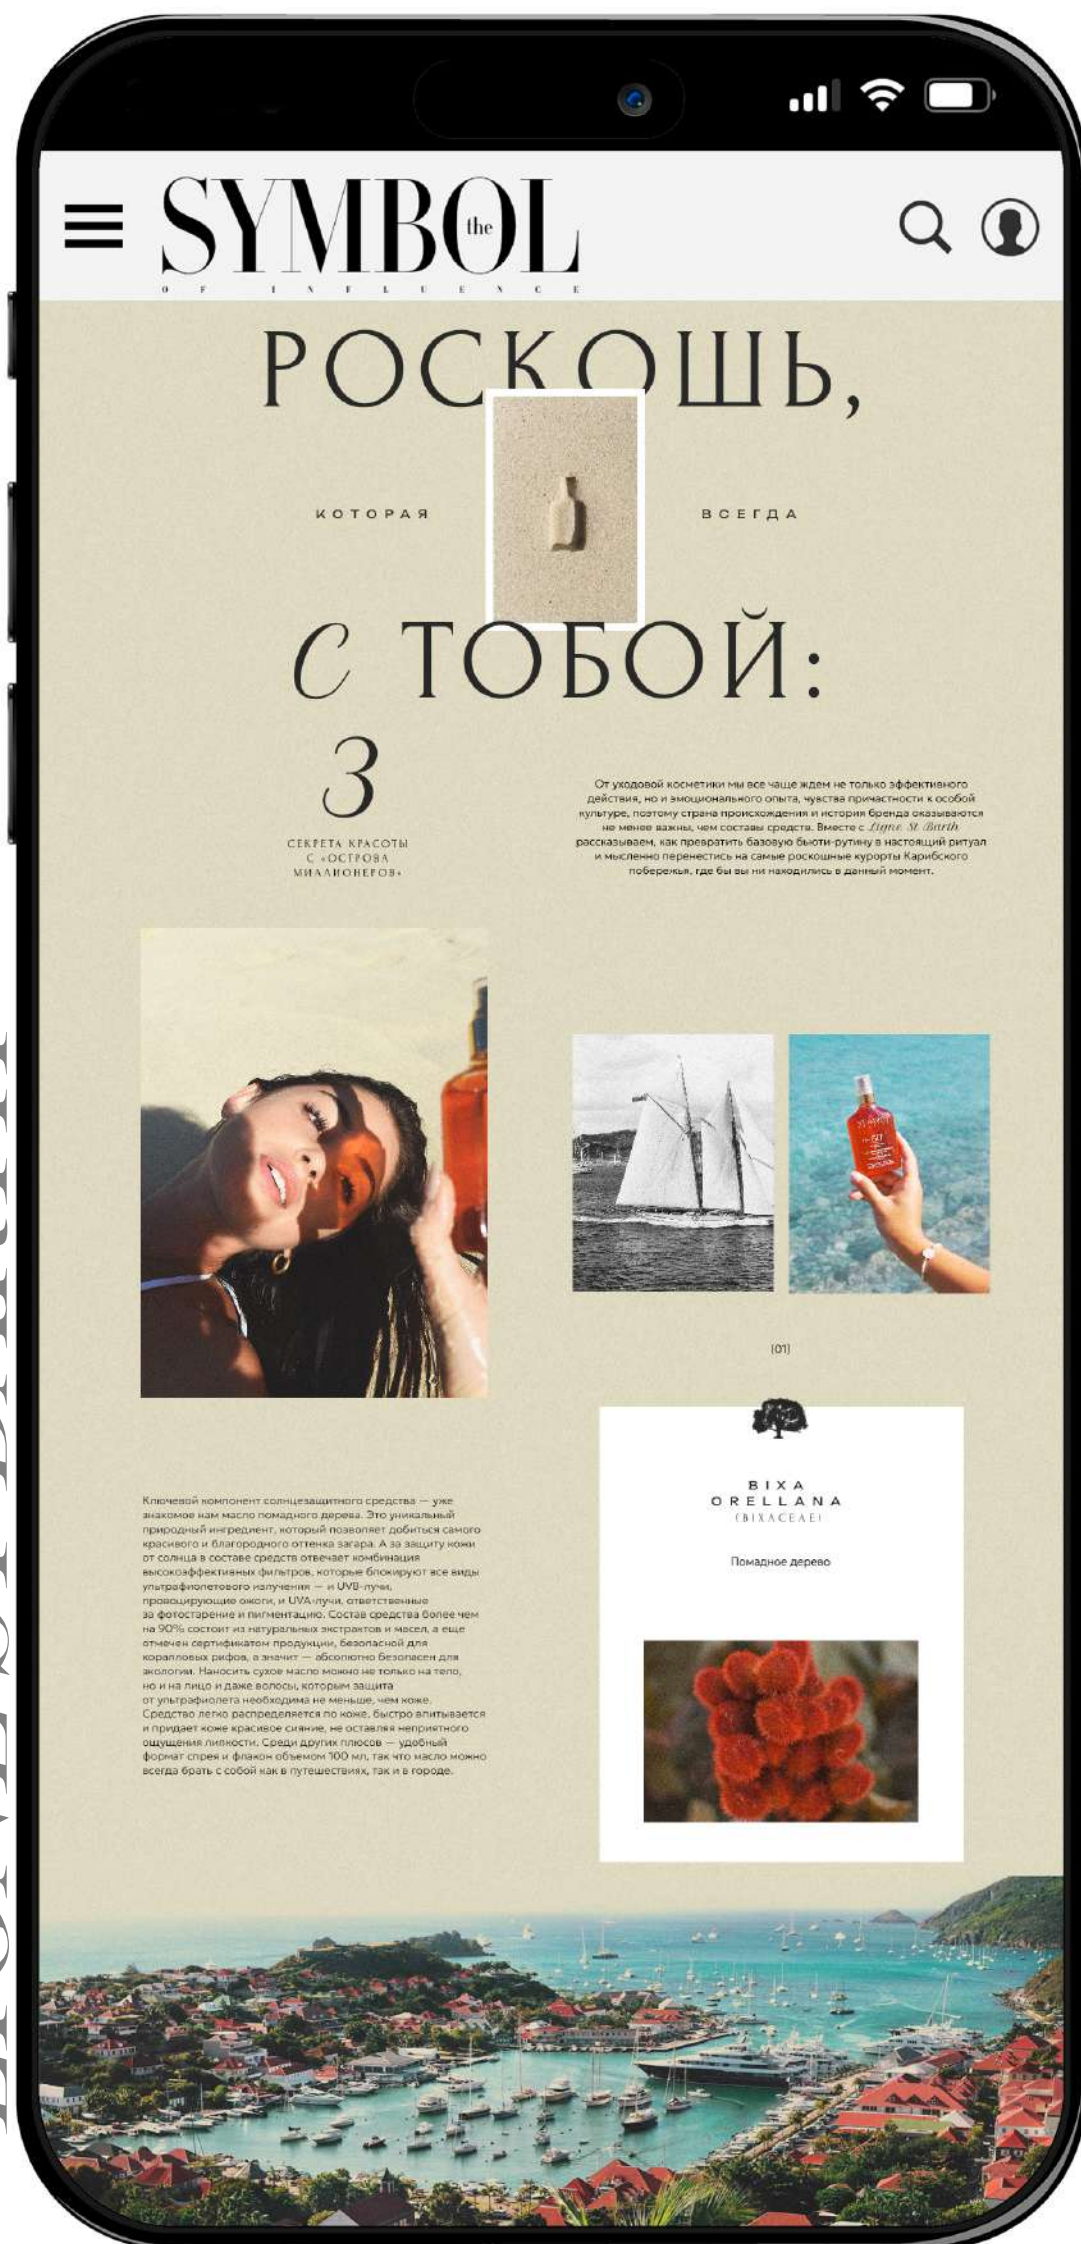 SYMBOL
the
OF INFLUENCE
РОСКОШЬ,
КОТОРАЯ
ВСЕГДА
С ТОБОЙ:
3
СЕКРЕТА КРАСОТЫ
С «ОСТРОВА
МИЛЛИОНЕРОВ»
От уходовой косметики мы все чаще ждем не только эффективного
действия, но и эмоционального опыта, чувства причастности к особой
культуре, поэтому страна происхождения и история бренда оказываются
не менее важны, чем составы средств. Вместе с Ligne St Barth
рассказываем, как превратить базовую бьюти-рутину в настоящий ритуал
и мысленно перенестись на самые роскошные курорты Карибского
побережья, где бы вы ни находились в данный момент.
(01)
BIXA
ORELLANA
(BIXACEAE)
Помадное дерево
Ключевой компонент солнцезащитного средства — уже
знакомое нам масло помадного дерева. Это уникальный
природный ингредиент, который позволяет добиться самого
красивого и благородного оттенка загара. А за защиту кожи
от солнца в составе средств отвечает комбинация
высокоэффективных фильтров, которые блокируют все виды
ультрафиолетового излучения — и UVB-лучи,
провоцирующие ожоги, и UVA-лучи, ответственные
за фотостарение и пигментацию. Состав средства более чем
на 90% состоит из натуральных экстрактов и масел, а еще
отмечен сертификатом продукции, безопасной для
коралловых рифов, а значит — абсолютно безопасен для
экологии. Наносить сухое масло можно не только на тело,
но и на лицо и даже волосы, которым защита
от ультрафиолета необходима не меньше, чем коже.
Средство легко распределяется по коже, быстро впитывается
и придает коже красивое сияние, не оставляя неприятного
ощущения липкости. Среди других плюсов — удобный
формат спрея и флакон объемом 100 мл, так что масло можно
всегда брать с собой как в путешествиях, так и в городе.